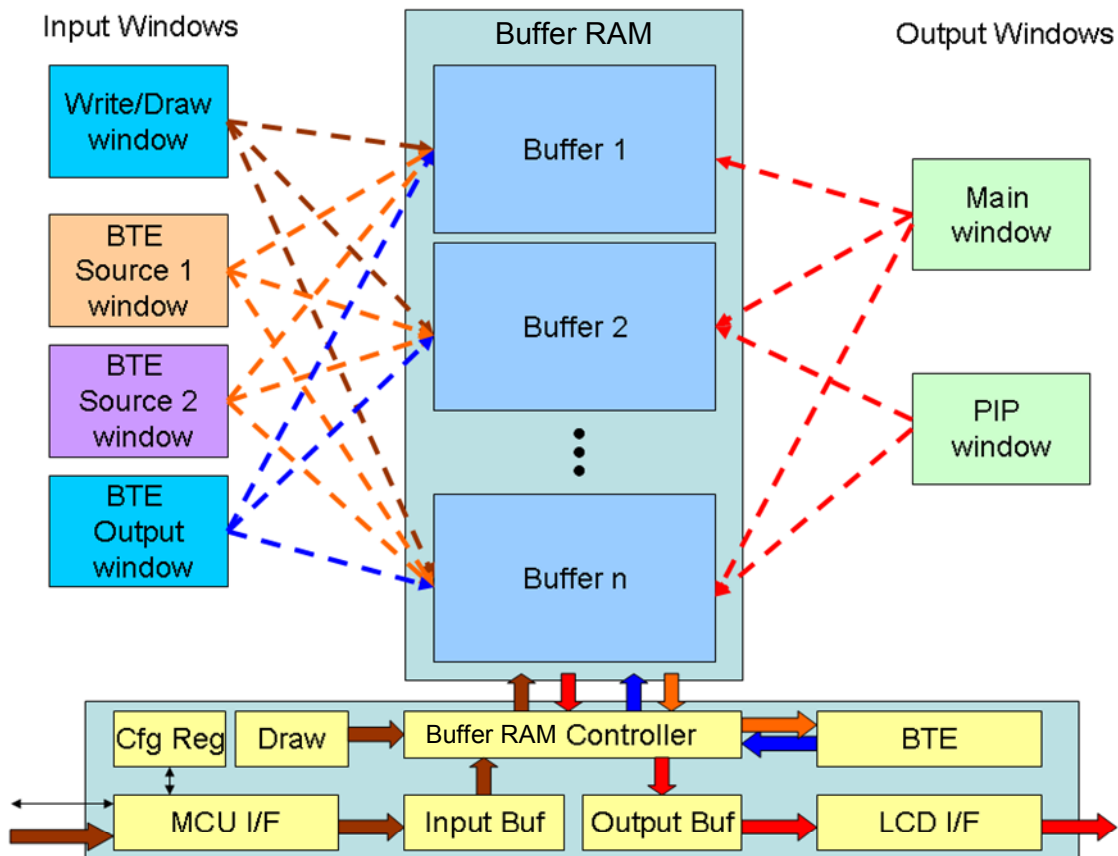 Input Windows
Buffer RAM
Output Windows
Write/Draw
window
BTE
Source 1
window
BTE
Source 2
window
BTE
Output
window
Buffer 1
Buffer 2
Buffer n
Main
window
PIP
window
Cfg Reg
Draw
Buffer RAM Controller
BTE
MCU I/F
Input Buf
Output Buf
LCD I/F